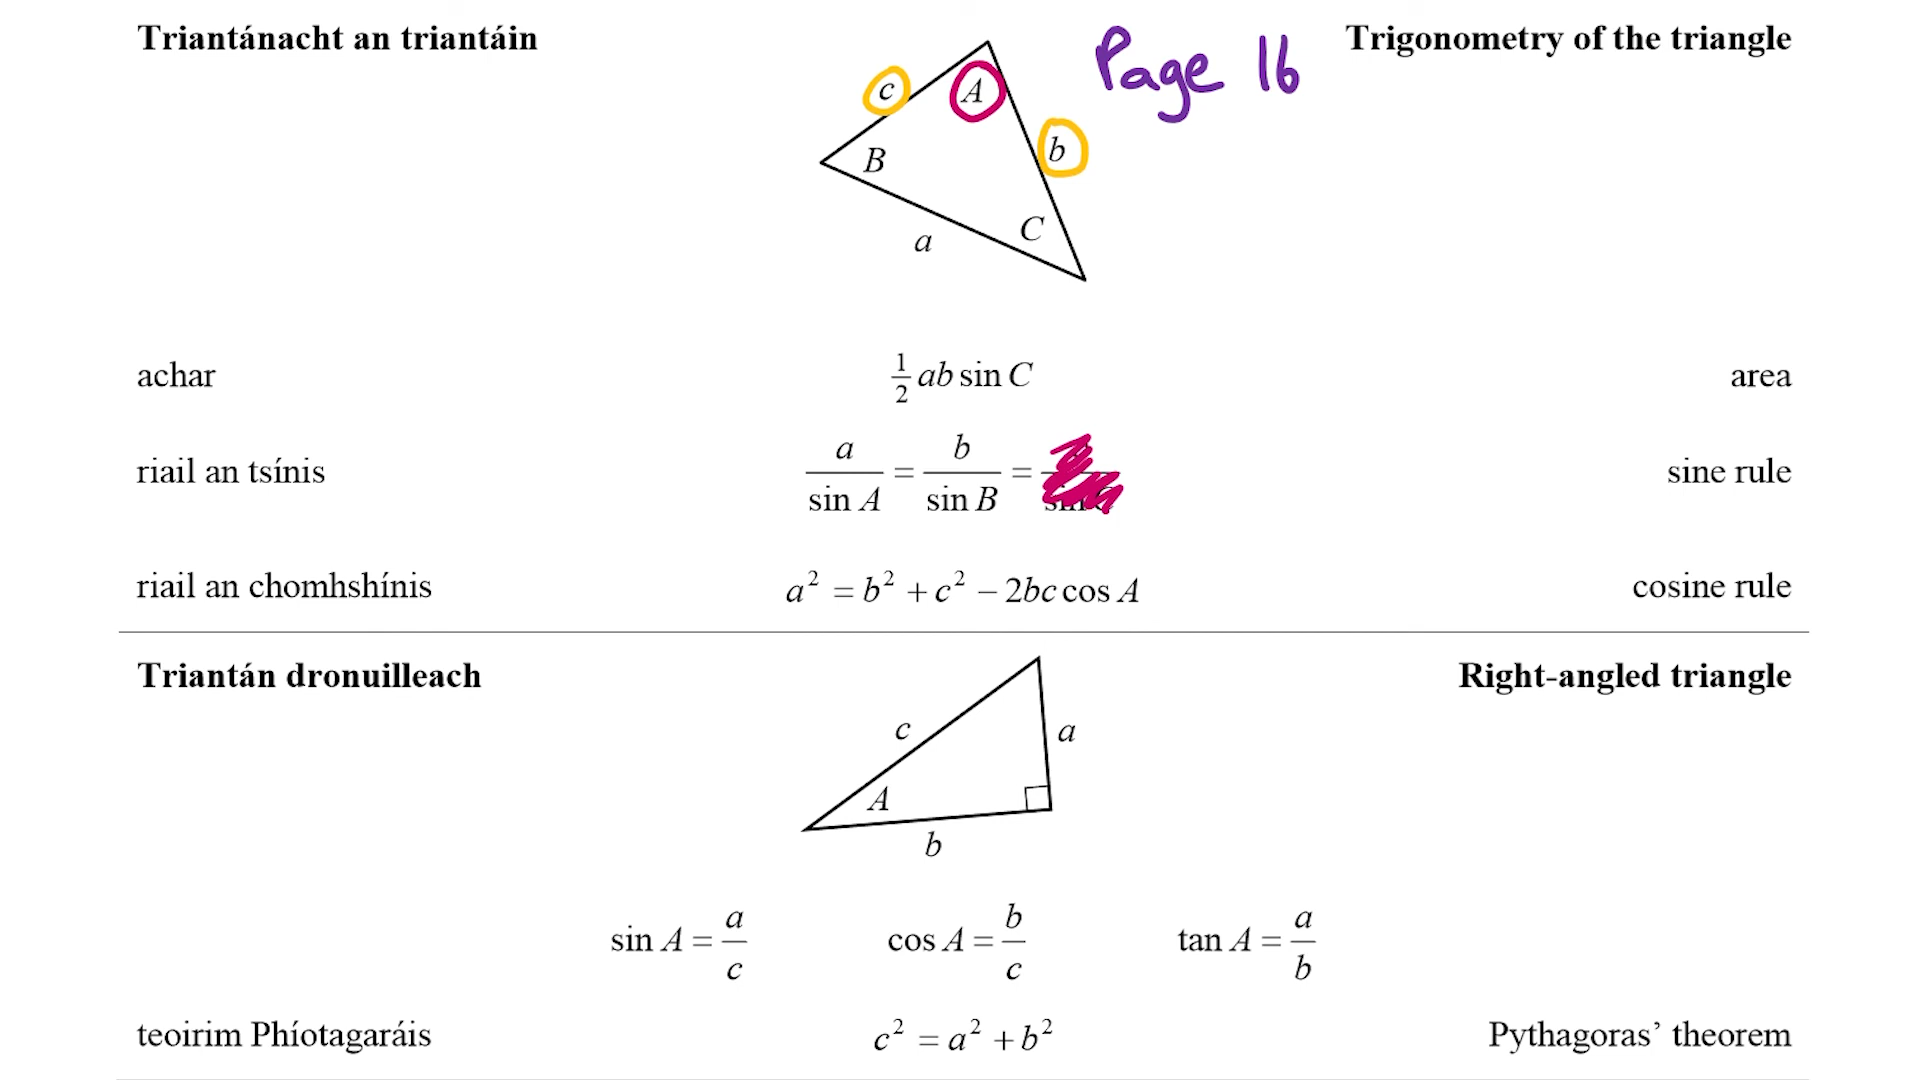 Triantánacht an triantáin
Page 16
Trigonometry of the triangle
c
A
b
B
C
a
achar
1/2 ab sin C
area
riail an tsínis
a/sin A = b/sin B =
sine rule
riail an chomhshínis
a² = b² + c² − 2bc cos A
cosine rule
Triantán dronuilleach
Right-angled triangle
c
a
A
b
sin A = a/c
cos A = b/c
tan A = a/b
teoirim Phíotagaráis
c² = a² + b²
Pythagoras’ theorem